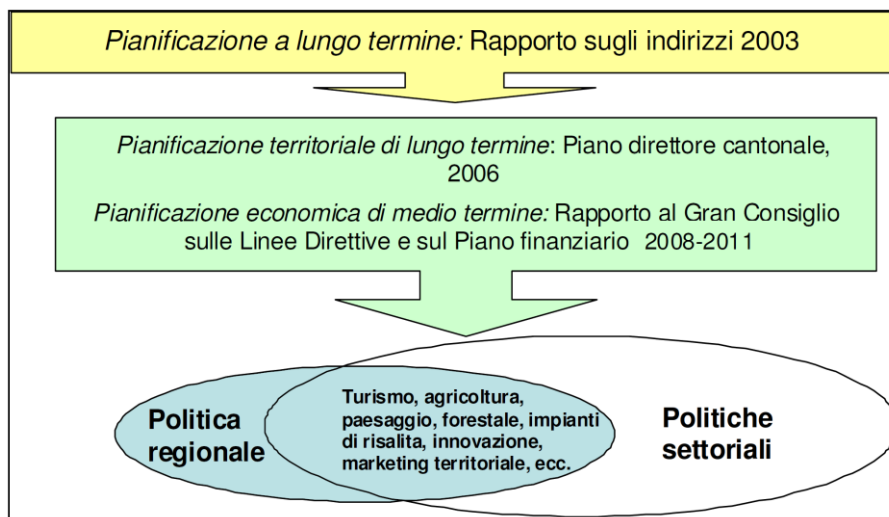 Pianificazione a lungo termine: Rapporto sugli indirizzi 2003
Pianificazione territoriale di lungo termine: Piano direttore cantonale,
2006
Pianificazione economica di medio termine: Rapporto al Gran Consiglio
sulle Linee Direttive e sul Piano finanziario 2008-2011
Politica
regionale
Turismo, agricoltura,
paesaggio, forestale, impianti
di risalita, innovazione,
marketing territoriale, ecc.
Politiche
settoriali